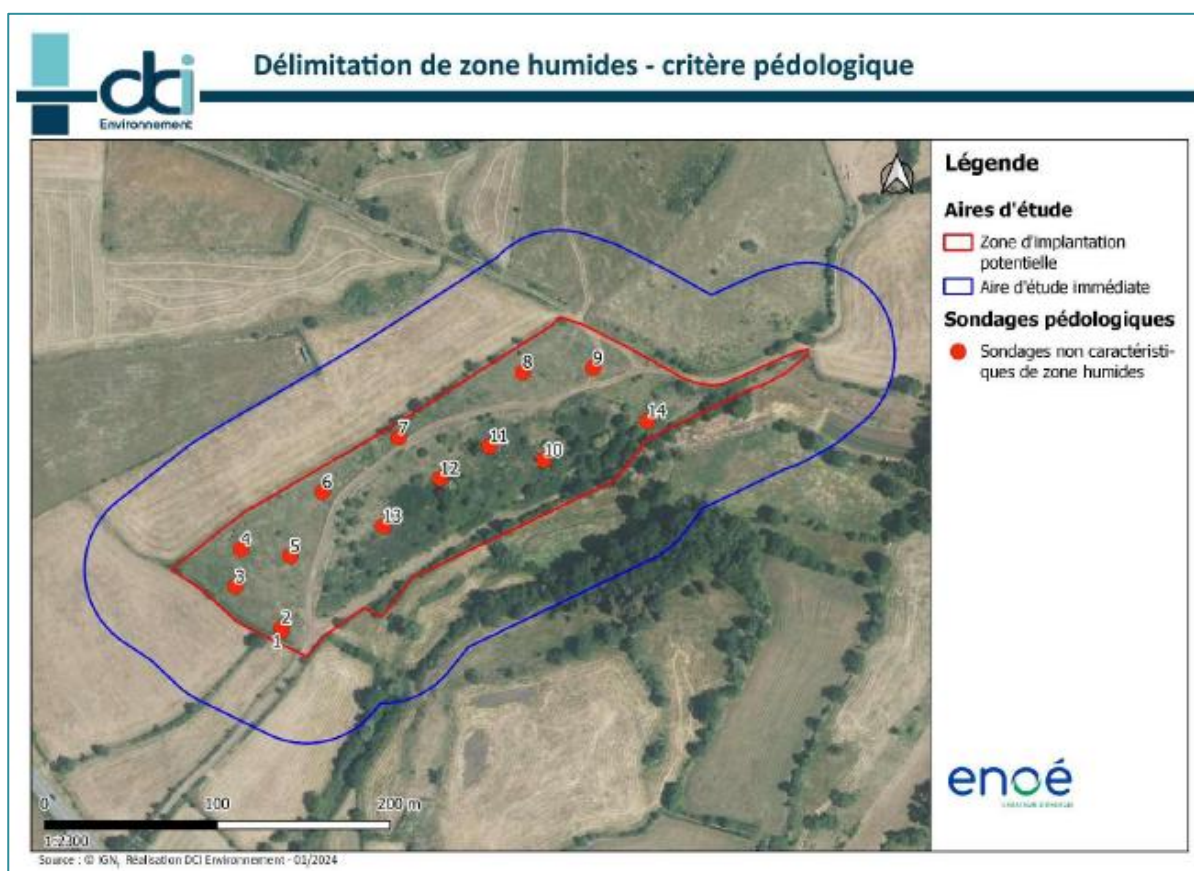 Délimitation de zone humides - critère pédologique
dci
Environnement
Légende
Aires d'étude
Zone d'implantation
potentielle
Aire d'étude immédiate
Sondages pédologiques
Sondages non caractéristi-
ques de zone humides
8
9
7
14
11
10
12
6
13
4
5
3
2
1
0
100
200 m
1:2300
enoé
Source : © IGN, Réalisation DCI Environnement - 01/2024